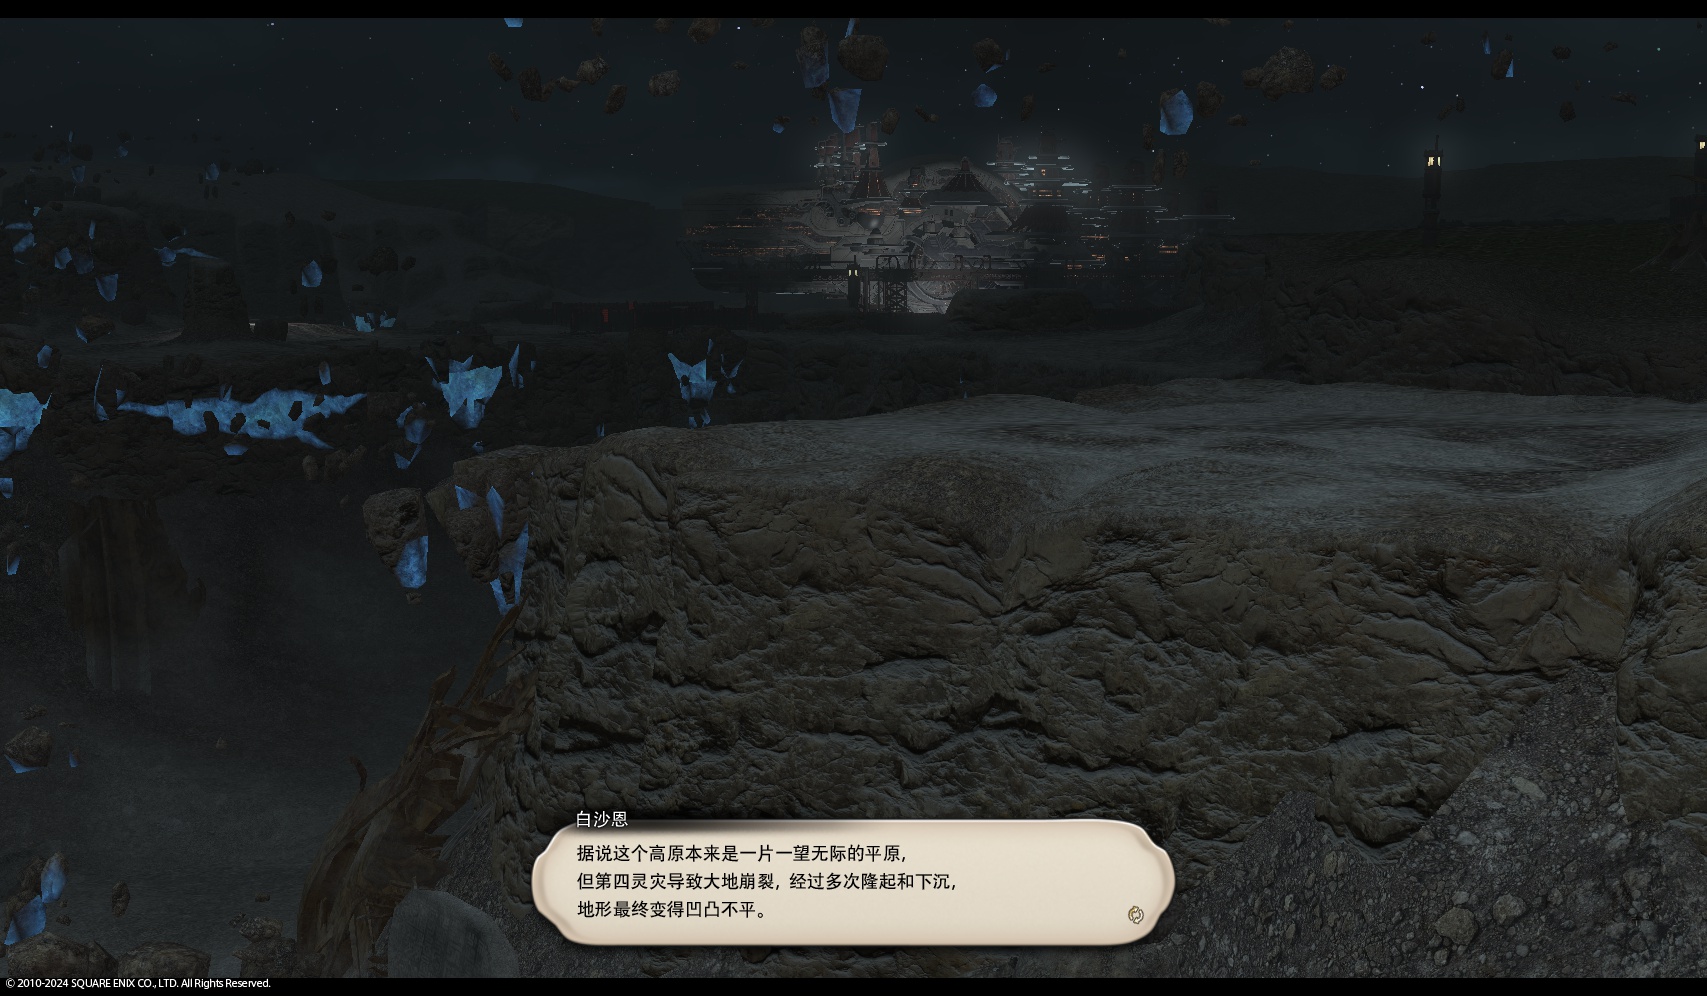 白沙恩
据说这个高原本来是一片一望无际的平原，
但第四灵灾导致大地崩裂，经过多次隆起和下沉，
地形最终变得凹凸不平。
© 2010-2024 SQUARE ENIX CO., LTD. All Rights Reserved.